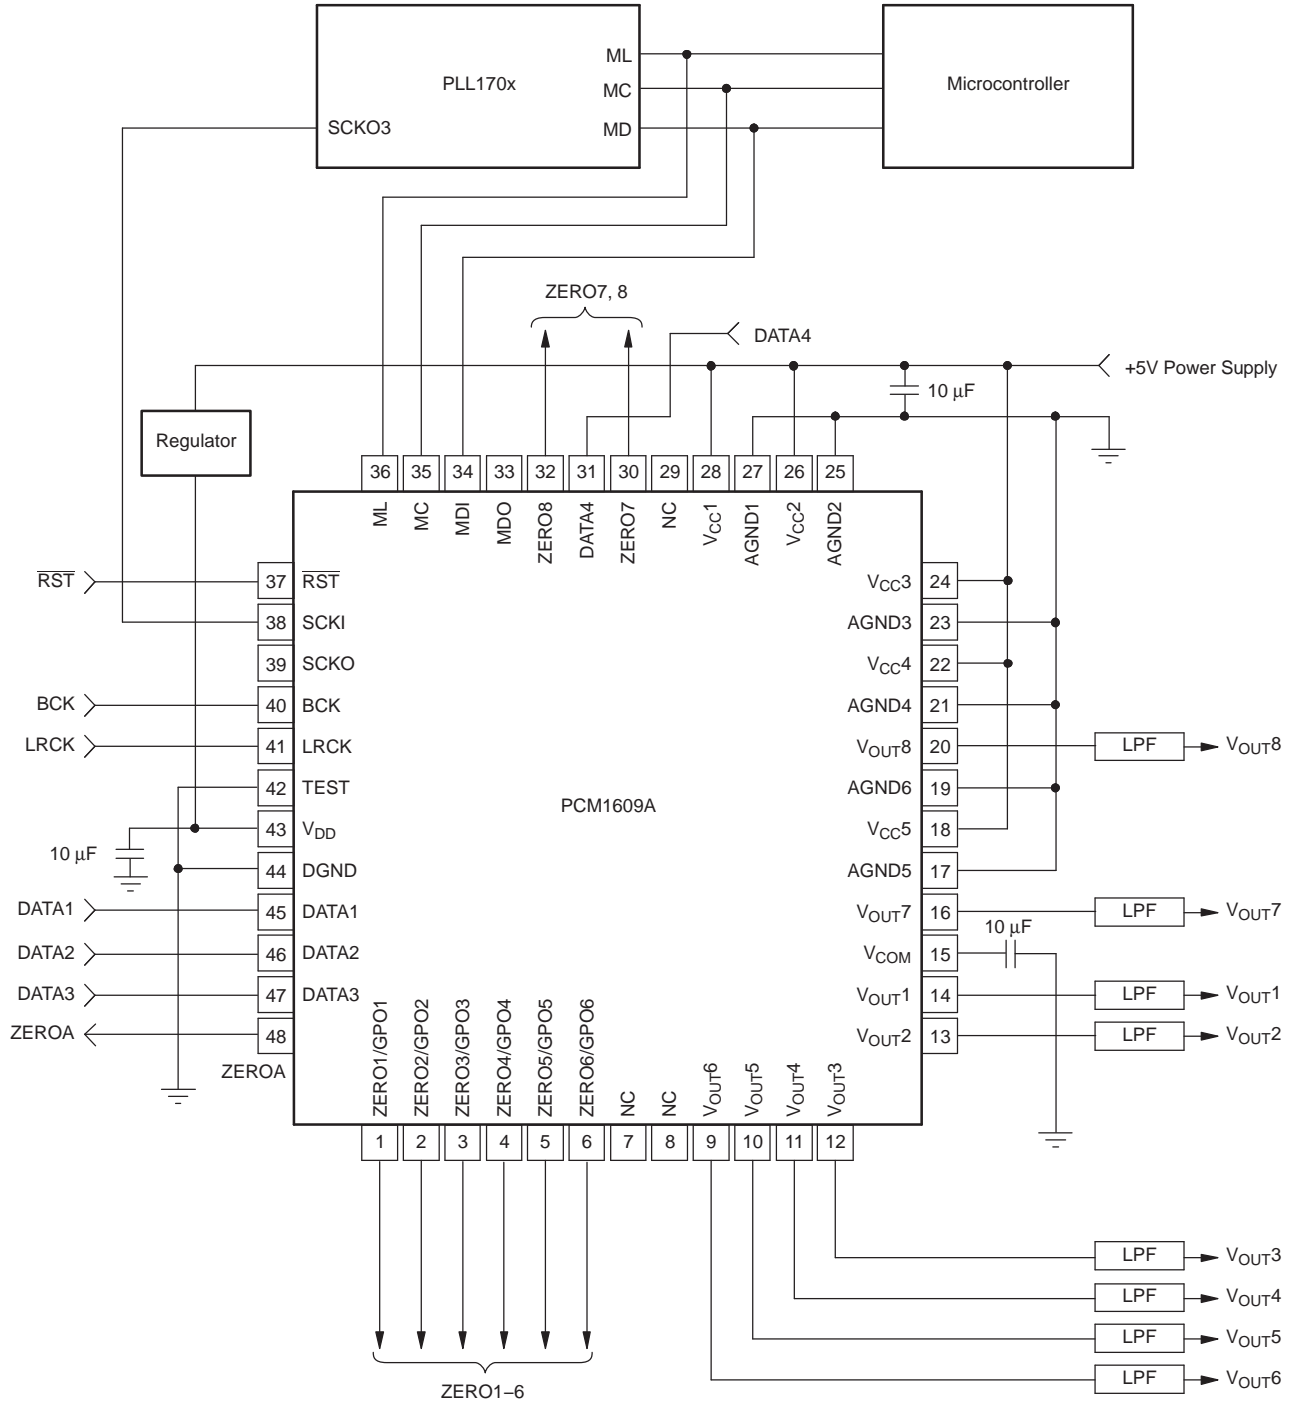 ML
PLL170x
MC
Microcontroller
SCKO3
MD
ZERO7, 8
DATA4
+5V Power Supply
10 μF
Regulator
36
35
34
33
32
31
30
29
28
27
26
25
ML
MC
MDI
MDO
ZERO8
DATA4
ZERO7
NC
VCC1
AGND1
VCC2
AGND2
RST
37
RST
VCC3
24
38
SCKI
AGND3
23
39
SCKO
VCC4
22
BCK
40
BCK
AGND4
21
LRCK
41
LRCK
VOUT8
20
LPF
VOUT8
42
TEST
AGND6
19
PCM1609A
43
VDD
VCC5
18
10 μF
44
DGND
AGND5
17
DATA1
45
DATA1
VOUT7
16
LPF
VOUT7
10 μF
DATA2
46
DATA2
VCOM
15
DATA3
47
DATA3
VOUT1
14
LPF
VOUT1
ZEROA
48
VOUT2
13
LPF
VOUT2
ZEROA
ZERO1/GPO1
ZERO2/GPO2
ZERO3/GPO3
ZERO4/GPO4
ZERO5/GPO5
ZERO6/GPO6
NC
NC
VOUT6
VOUT5
VOUT4
VOUT3
1
2
3
4
5
6
7
8
9
10
11
12
LPF
VOUT3
LPF
VOUT4
LPF
VOUT5
LPF
VOUT6
ZERO1–6